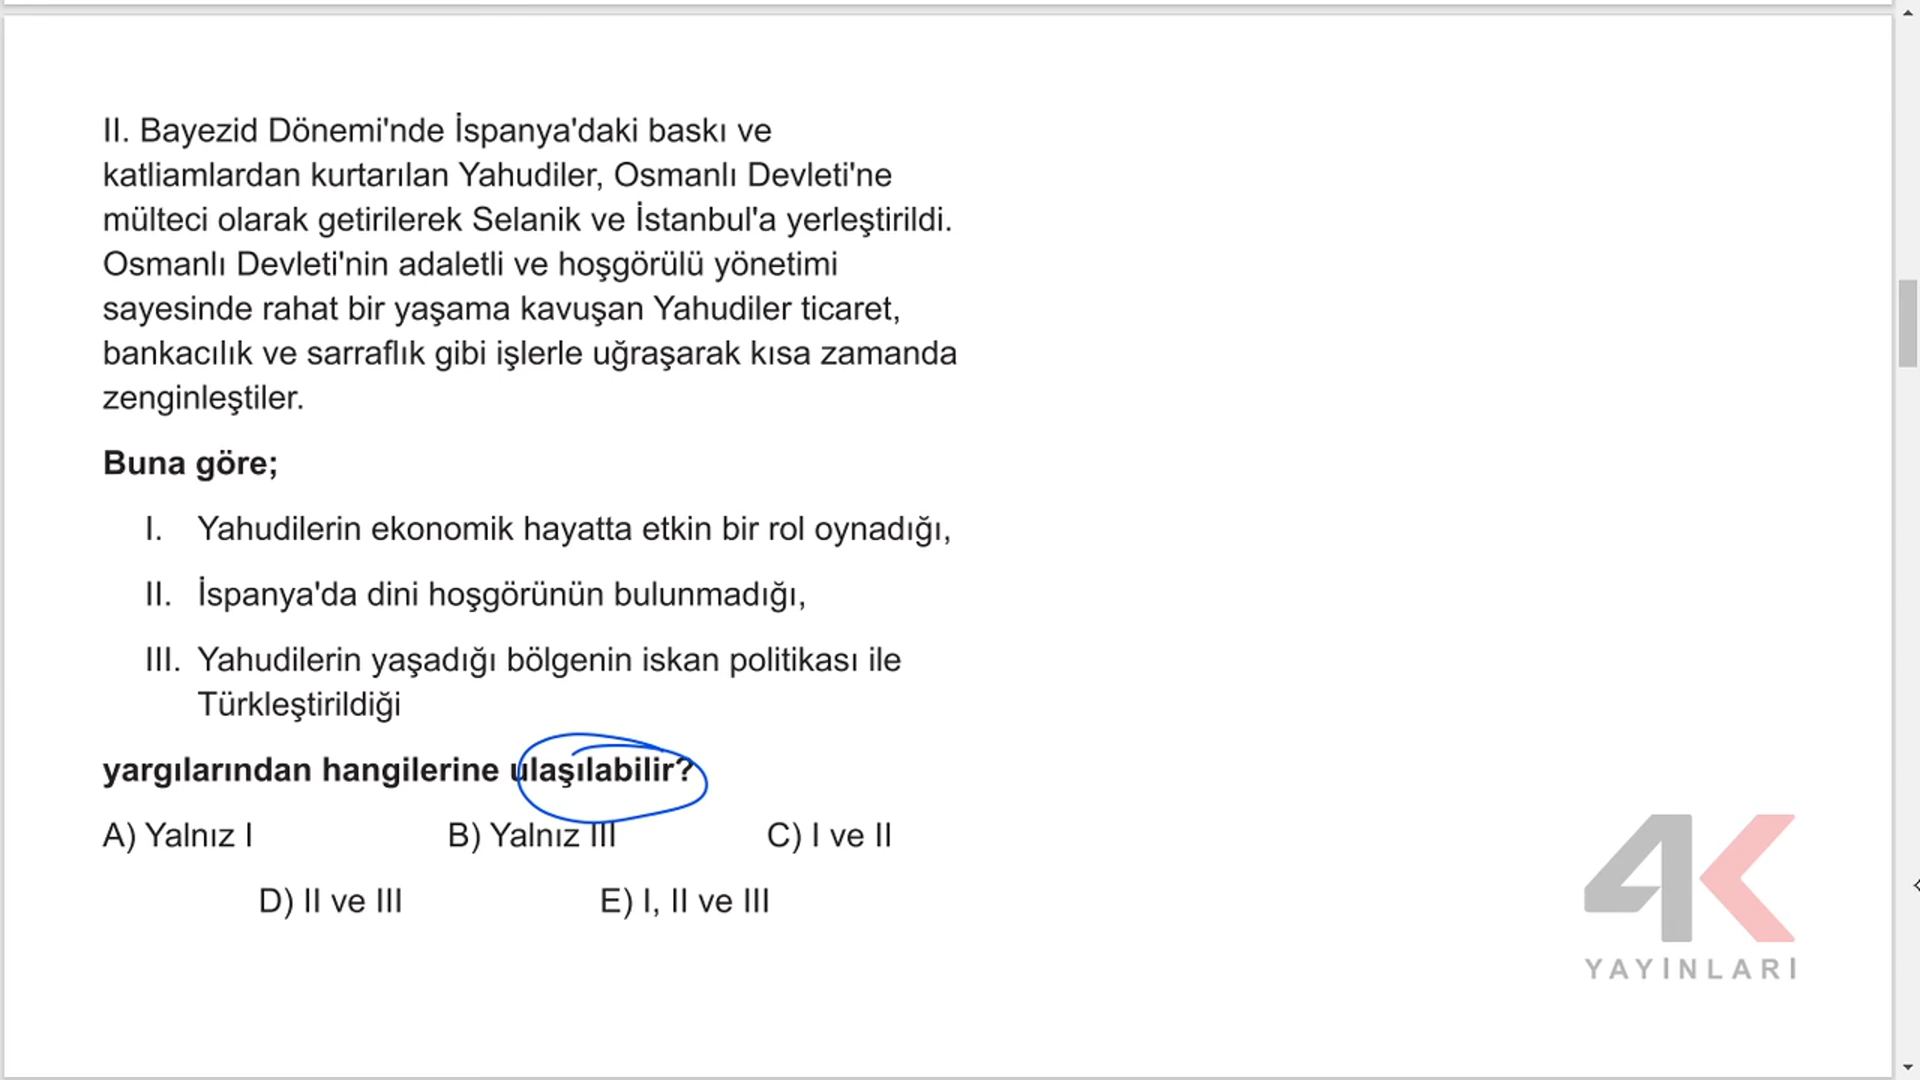 II. Bayezid Dönemi'nde İspanya'daki baskı ve
katliamlardan kurtarılan Yahudiler, Osmanlı Devleti'ne
mülteci olarak getirilerek Selanik ve İstanbul'a yerleştirildi.
Osmanlı Devleti'nin adaletli ve hoşgörülü yönetimi
sayesinde rahat bir yaşama kavuşan Yahudiler ticaret,
bankacılık ve sarraflık gibi işlerle uğraşarak kısa zamanda
zenginleştiler.
Buna göre;
I. Yahudilerin ekonomik hayatta etkin bir rol oynadığı,
II. İspanya'da dini hoşgörünün bulunmadığı,
III. Yahudilerin yaşadığı bölgenin iskan politikası ile
Türkleştirildiği
yargılarından hangilerine ulaşılabilir?
A) Yalnız I B) Yalnız III C) I ve II
D) II ve III E) I, II ve III
4K
YAYINLARI